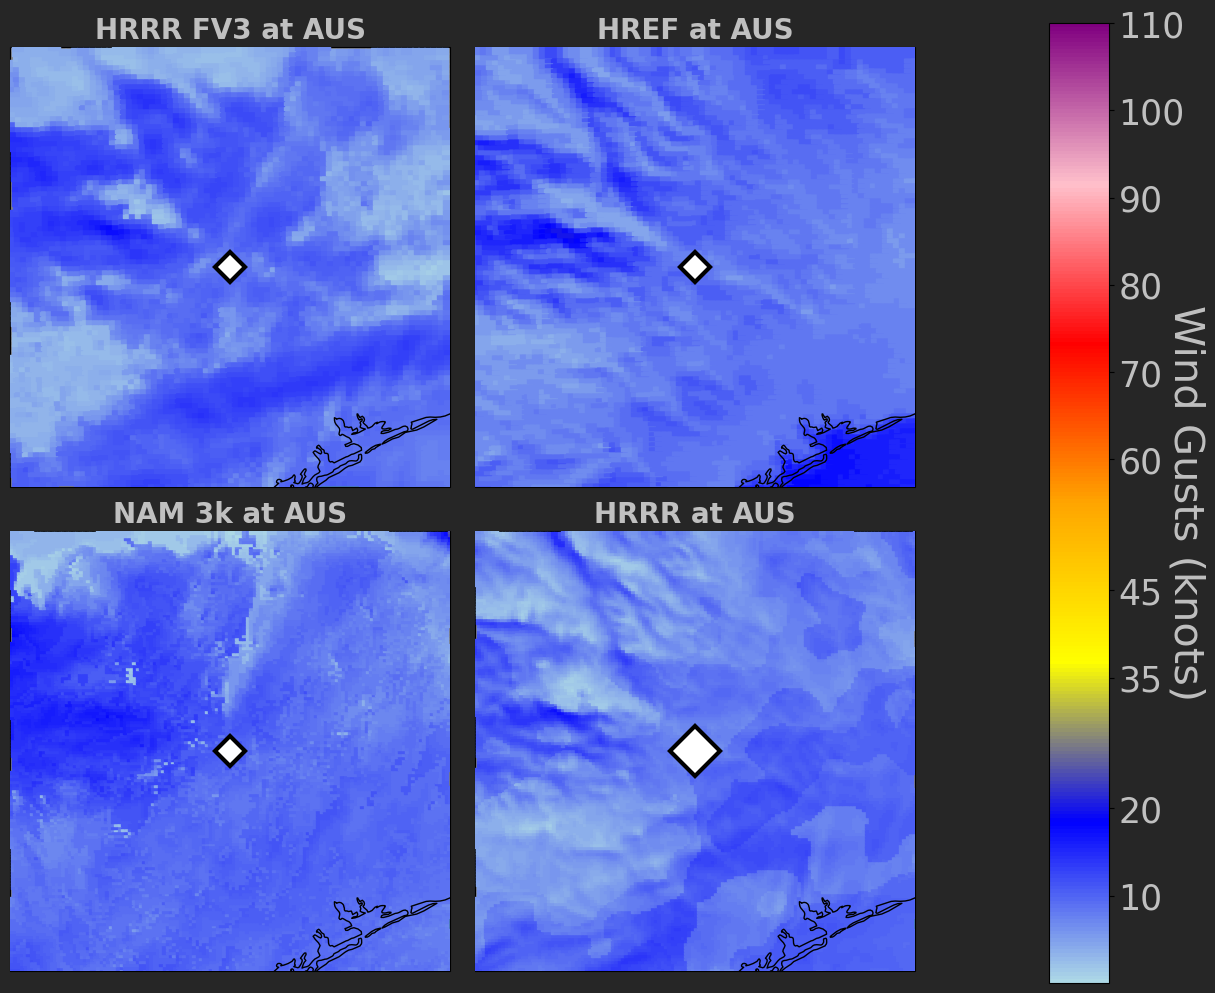 HRRR FV3 at AUS
HREF at AUS
NAM 3k at AUS
HRRR at AUS
110
100
90
80
70
60
45
35
20
10
Wind Gusts (knots)